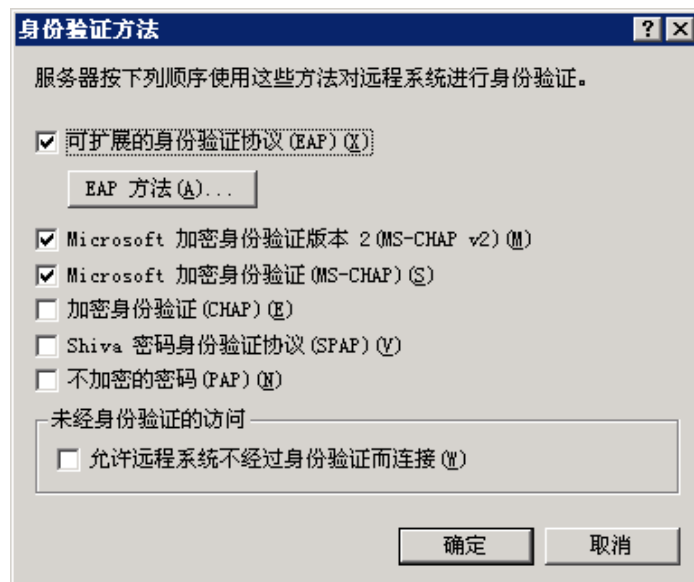 身份验证方法
服务器按下列顺序使用这些方法对远程系统进行身份验证。
可扩展的身份验证协议(EAP)(X)
EAP 方法(A)...
Microsoft 加密身份验证版本 2(MS-CHAP v2)(M)
Microsoft 加密身份验证(MS-CHAP)(S)
加密身份验证(CHAP)(E)
Shiva 密码身份验证协议(SPAP)(V)
不加密的密码(PAP)(N)
未经身份验证的访问
允许远程系统不经过身份验证而连接(W)
确定 取消